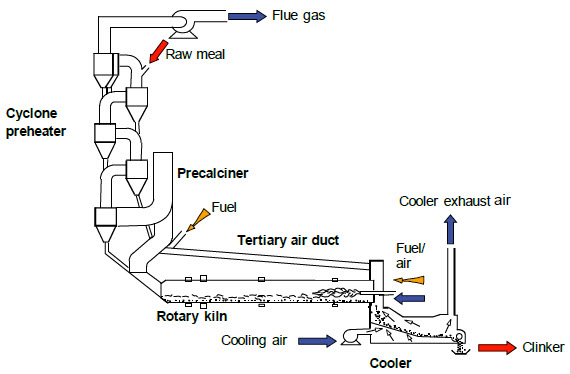 Flue gas
Raw meal
Cyclone
preheater
Precalciner
Fuel
Cooler exhaust air
Tertiary air duct
Fuel/
air
Rotary kiln
Cooling air
Clinker
Cooler